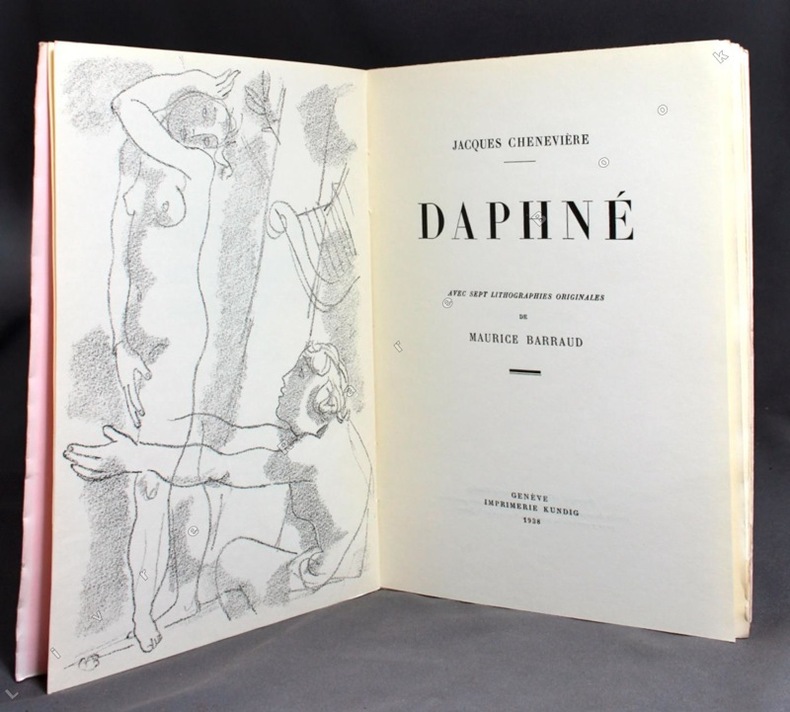 JACQUES CHENEVIÈRE
DAPHNÉ
AVEC SEPT LITHOGRAPHIES ORIGINALES
DE
MAURICE BARRAUD
GENÈVE
IMPRIMERIE KUNDIG
1938